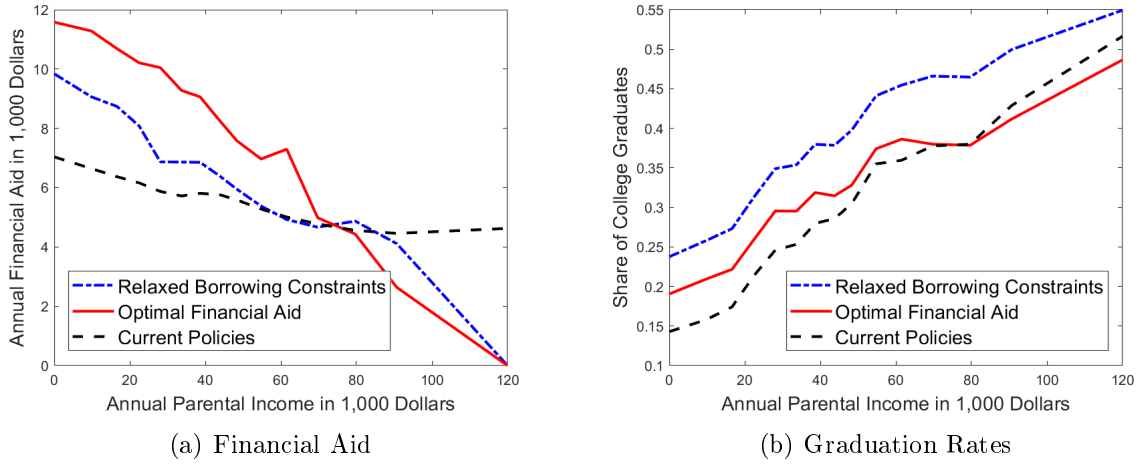 12
10
8
6
4
2
0
Annual Financial Aid in 1,000 Dollars
Relaxed Borrowing Constraints
Optimal Financial Aid
Current Policies
0 20 40 60 80 100 120
Annual Parental Income in 1,000 Dollars
(a) Financial Aid
0.55
0.5
0.45
0.4
0.35
0.3
0.25
0.2
0.15
0.1
Share of College Graduates
Relaxed Borrowing Constraints
Optimal Financial Aid
Current Policies
0 20 40 60 80 100 120
Annual Parental Income in 1,000 Dollars
(b) Graduation Rates